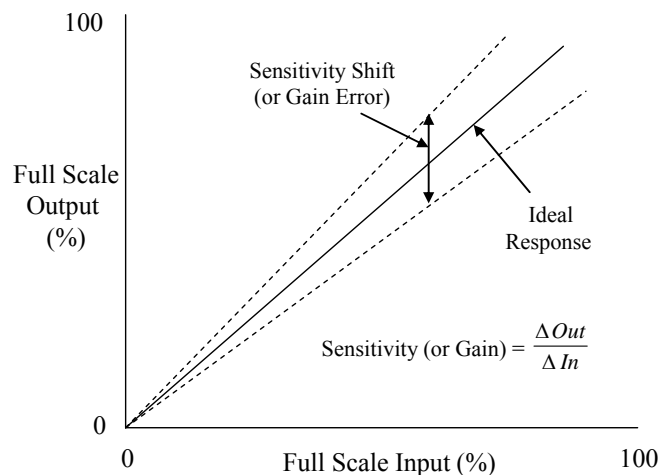 100
Sensitivity Shift
(or Gain Error)
Full Scale
Output
(%)
Ideal
Response
Sensitivity (or Gain) = ΔOut / ΔIn
0
0
Full Scale Input (%)
100